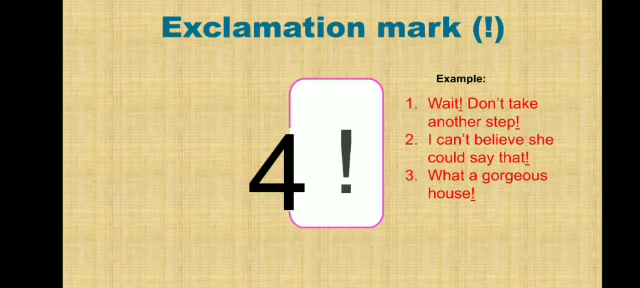 Exclamation mark (!)
4 !
Example:
1. Wait! Don't take
another step!
2. I can't believe she
could say that!
3. What a gorgeous
house!